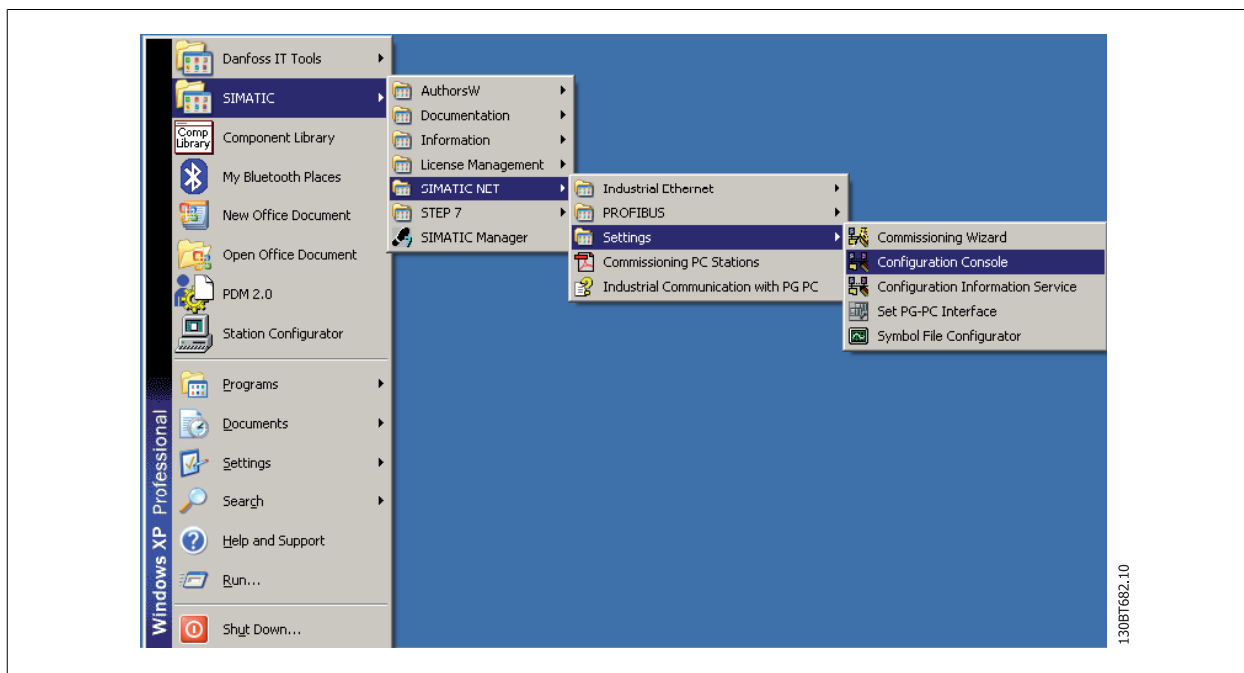 Danfoss IT Tools
SIMATIC
Comp Library
Component Library
My Bluetooth Places
New Office Document
Open Office Document
PDM 2.0
Station Configurator
Programs
Documents
Settings
Search
Help and Support
Run...
Shut Down...
Windows XP Professional
AuthorsW
Documentation
Information
License Management
SIMATIC NET
STEP 7
SIMATIC Manager
Industrial Ethernet
PROFIBUS
Settings
Commissioning PC Stations
Industrial Communication with PG PC
Commissioning Wizard
Configuration Console
Configuration Information Service
Set PG-PC Interface
Symbol File Configurator
130BT682.10